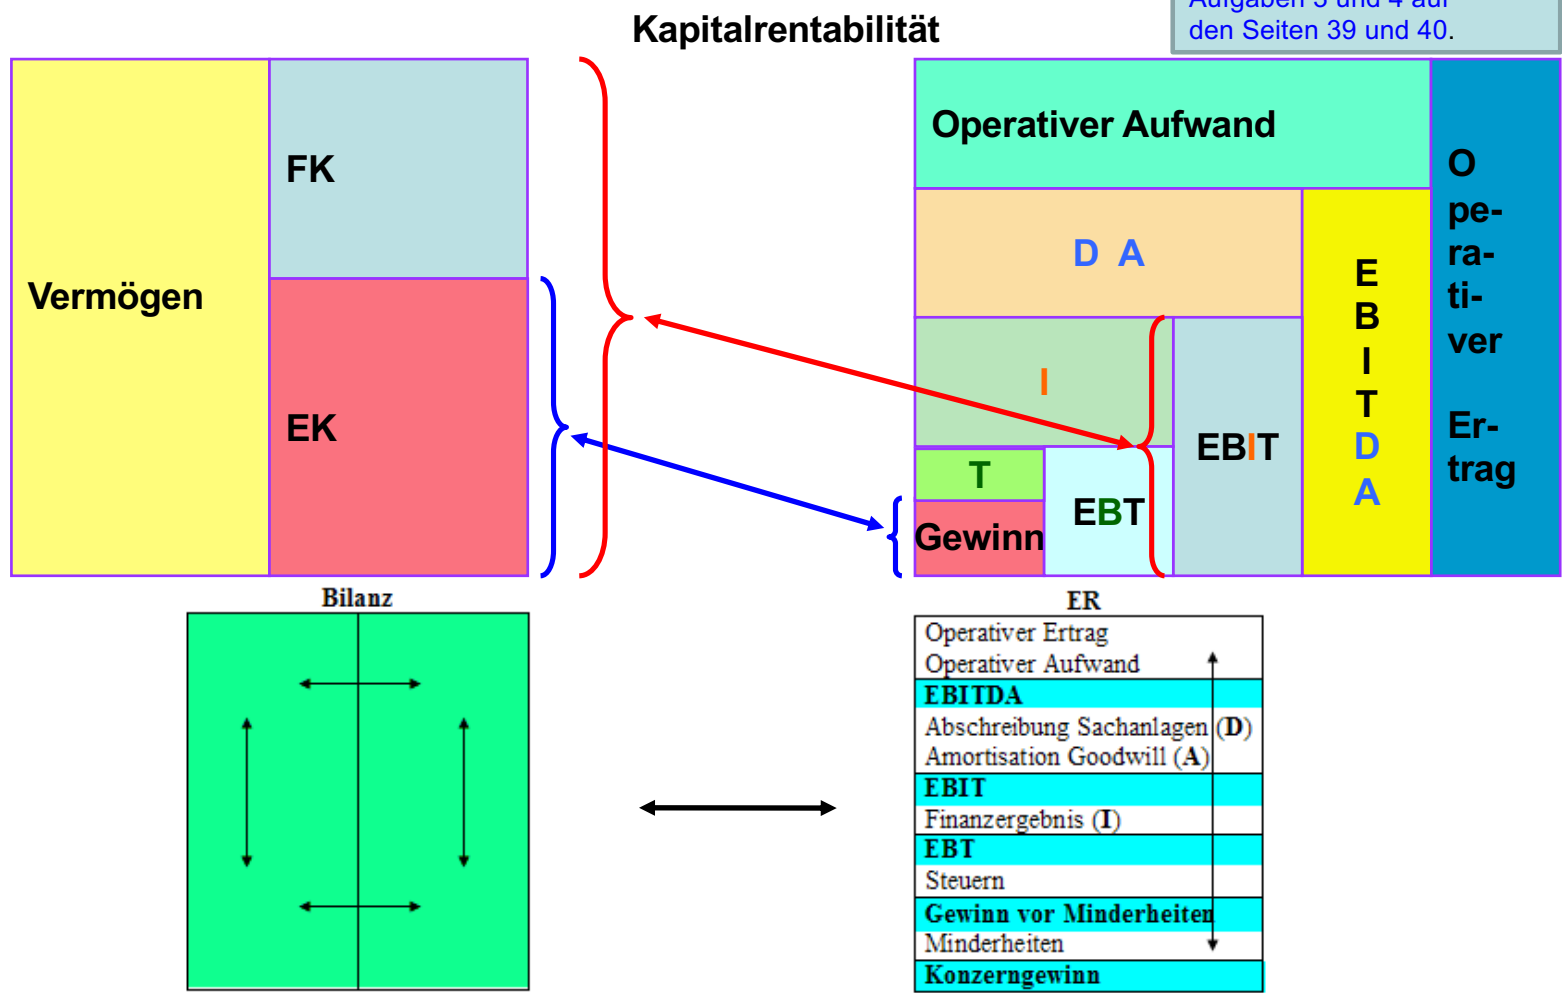 Aufgaben 3 und 4 auf
den Seiten 39 und 40.
Kapitalrentabilität
Vermögen
FK
EK
Operativer Aufwand
D A
I
T
Gewinn
EBT
EBIT
E
B
I
T
D
A
O
pe-
ra-
ti-
ver
Er-
trag
Bilanz
ER
Operativer Ertrag
Operativer Aufwand
EBITDA
Abschreibung Sachanlagen (D)
Amortisation Goodwill (A)
EBIT
Finanzergebnis (I)
EBT
Steuern
Gewinn vor Minderheiten
Minderheiten
Konzerngewinn